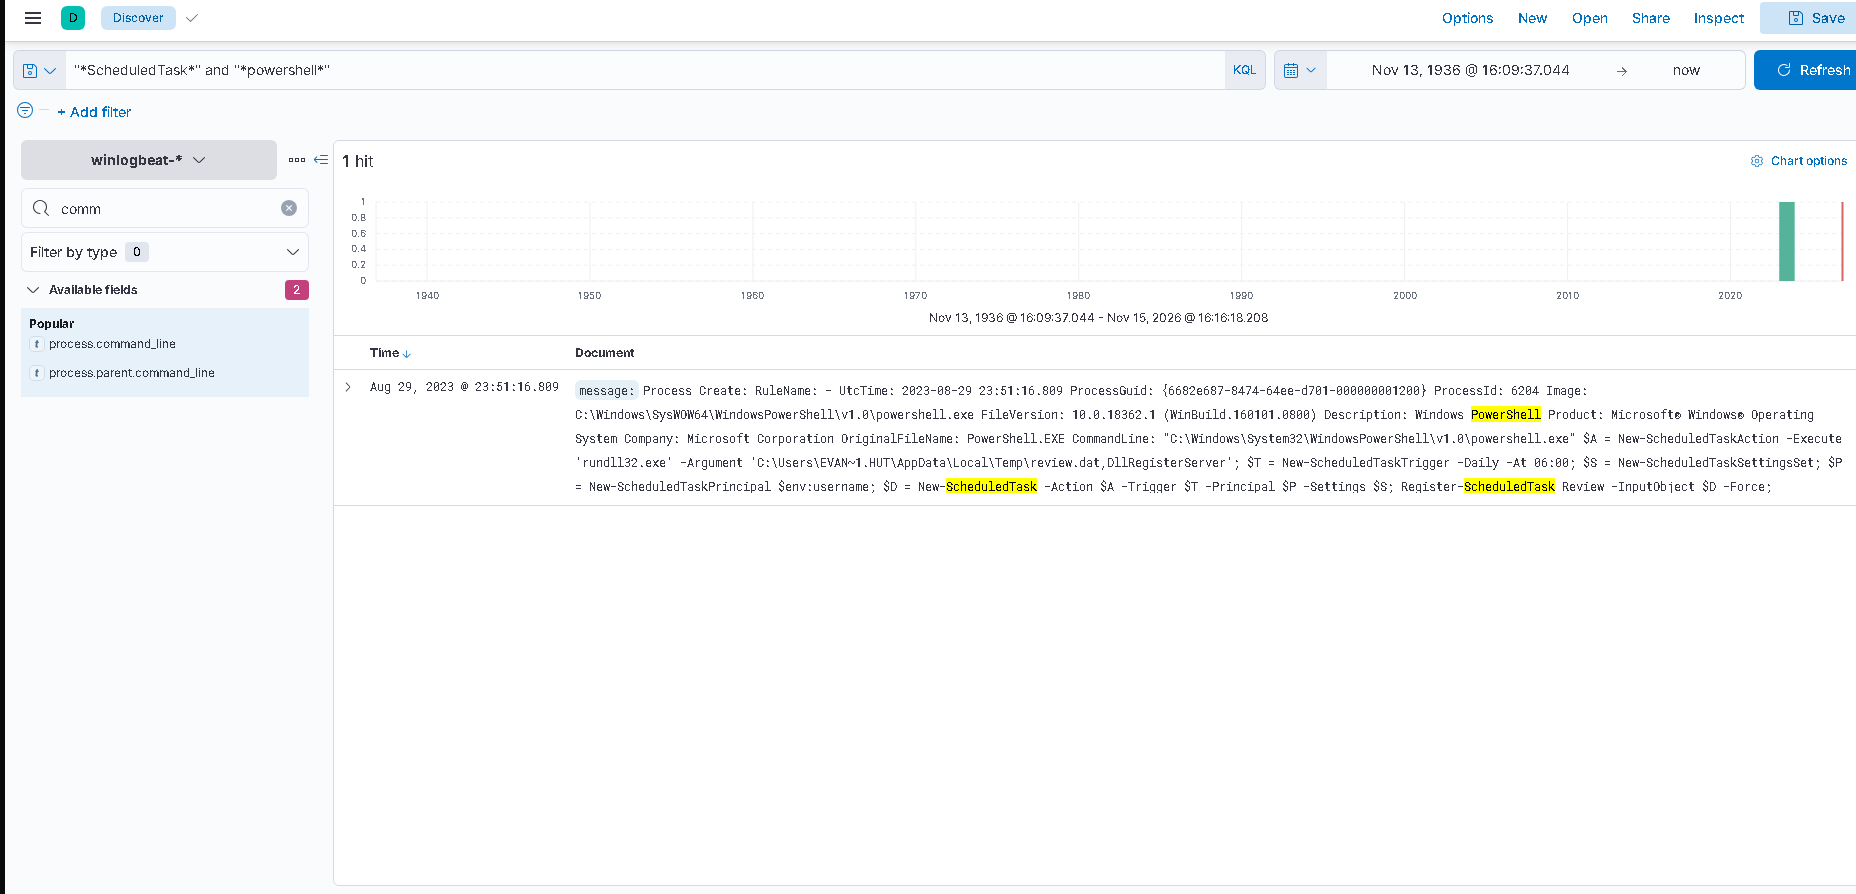 D Discover Options New Open Share Inspect Save
"*ScheduledTask*" and "*powershell*" KQL Nov 13, 1936 @ 16:09:37.044 → now Refresh
+ Add filter
winlogbeat-*
comm
Filter by type 0
Available fields 2
Popular
t process.command_line
t process.parent.command_line
1 hit
Chart options
1
0.8
0.6
0.4
0.2
0
1940 1950 1960 1970 1980 1990 2000 2010 2020
Nov 13, 1936 @ 16:09:37.044 - Nov 15, 2026 @ 16:16:18.208
Time Document
Aug 29, 2023 @ 23:51:16.809
message: Process Create: RuleName: - UtcTime: 2023-08-29 23:51:16.809 ProcessGuid: {6682e687-8474-64ee-d701-000000001200} ProcessId: 6204 Image:
C:\Windows\SysWOW64\WindowsPowerShell\v1.0\powershell.exe FileVersion: 10.0.18362.1 (WinBuild.160101.0800) Description: Windows PowerShell Product: Microsoft® Windows® Operating
System Company: Microsoft Corporation OriginalFileName: PowerShell.EXE CommandLine: "C:\Windows\System32\WindowsPowerShell\v1.0\powershell.exe" $A = New-ScheduledTaskAction -Execute
'rundll32.exe' -Argument 'C:\Users\EVAN~1.HUT\AppData\Local\Temp\review.dat,DllRegisterServer'; $T = New-ScheduledTaskTrigger -Daily -At 06:00; $S = New-ScheduledTaskSettingsSet; $P
= New-ScheduledTaskPrincipal $env:username; $D = New-ScheduledTask -Action $A -Trigger $T -Principal $P -Settings $S; Register-ScheduledTask Review -InputObject $D -Force;